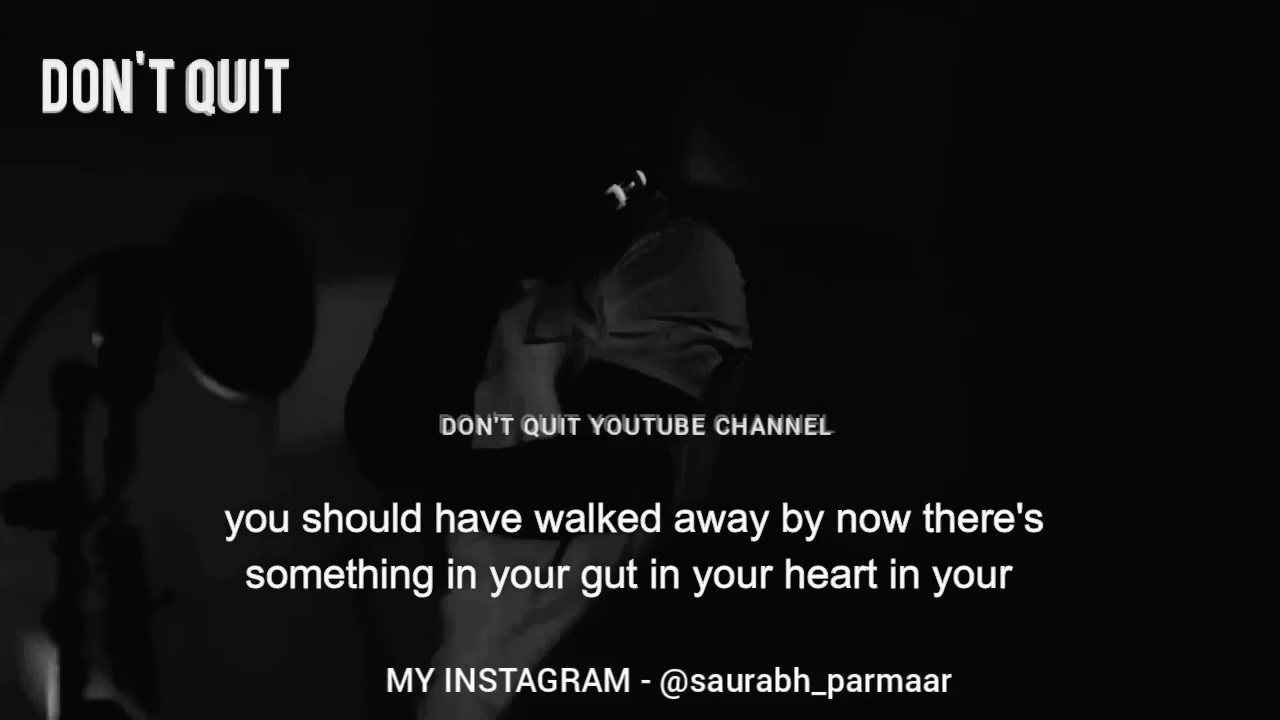 DON'T QUIT
DON'T QUIT YOUTUBE CHANNEL
you should have walked away by now there's
something in your gut in your heart in your
MY INSTAGRAM - @saurabh_parmaar